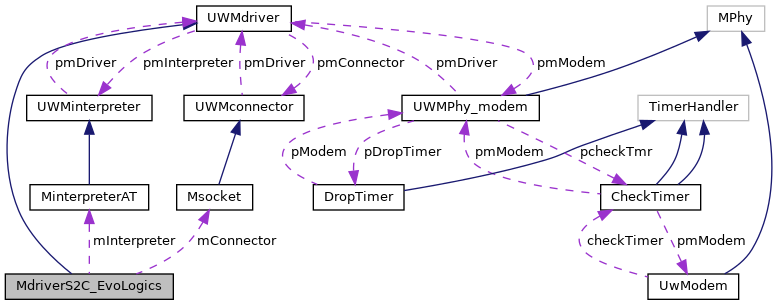 UWMdriver
MPhy
pmDriver
pmInterpreter
pmDriver
pmConnector
pmDriver
pmModem
UWMinterpreter
UWMconnector
UWMPhy_modem
TimerHandler
pModem
pDropTimer
pmModem
pcheckTmr
MinterpreterAT
Msocket
DropTimer
CheckTimer
mInterpreter
mConnector
checkTimer
pmModem
MdriverS2C_EvoLogics
UwModem